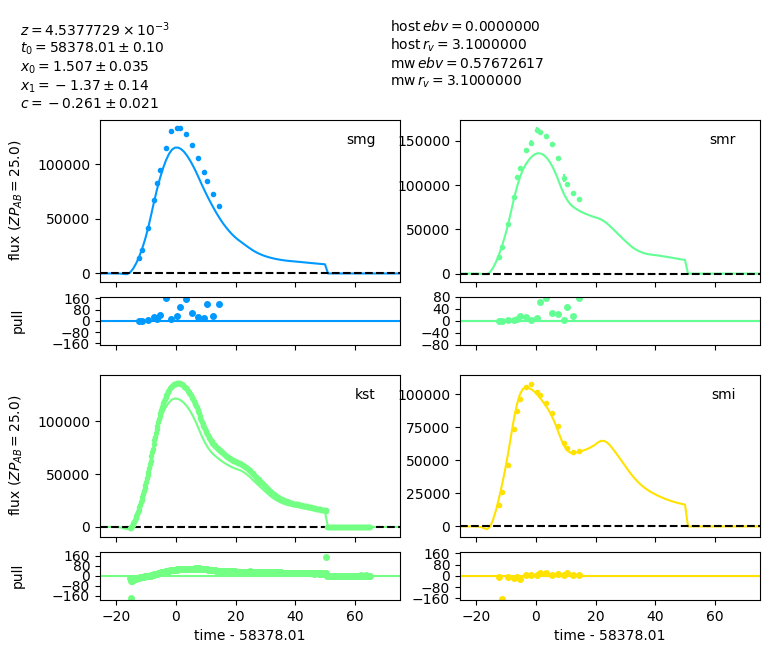 z = 4.5377729 × 10⁻³
t₀ = 58378.01 ± 0.10
x₀ = 1.507 ± 0.035
x₁ = −1.37 ± 0.14
c = −0.261 ± 0.021
host ebv = 0.0000000
host r_v = 3.1000000
mw ebv = 0.57672617
mw r_v = 3.1000000
flux (ZP_AB = 25.0)
100000
50000
0
smg
150000
100000
50000
0
smr
pull
160
80
0
−80
−160
80
40
0
−40
−80
flux (ZP_AB = 25.0)
100000
50000
0
kst
100000
75000
50000
25000
0
smi
pull
160
80
0
−80
−160
160
80
0
−80
−160
−20 0 20 40 60
−20 0 20 40 60
time - 58378.01
time - 58378.01